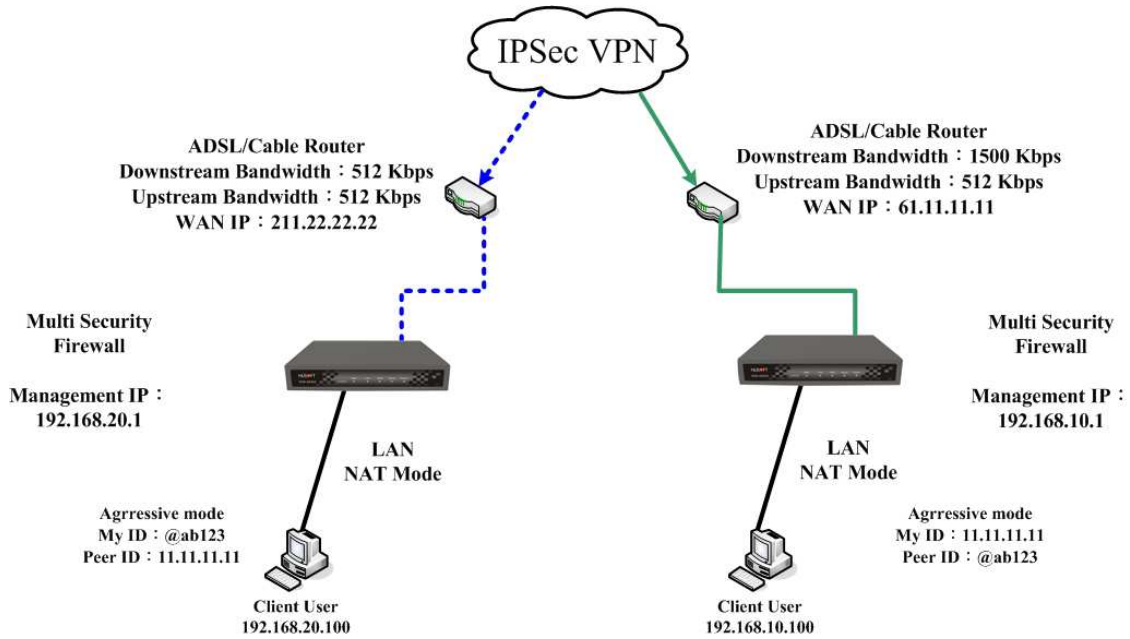 IPSec VPN
ADSL/Cable Router
Downstream Bandwidth：512 Kbps
Upstream Bandwidth：512 Kbps
WAN IP：211.22.22.22
ADSL/Cable Router
Downstream Bandwidth：1500 Kbps
Upstream Bandwidth：512 Kbps
WAN IP：61.11.11.11
Multi Security
Firewall
Management IP：
192.168.20.1
Multi Security
Firewall
Management IP：
192.168.10.1
LAN
NAT Mode
LAN
NAT Mode
Agrressive mode
My ID：@ab123
Peer ID：11.11.11.11
Agrressive mode
My ID：11.11.11.11
Peer ID：@ab123
Client User
192.168.20.100
Client User
192.168.10.100